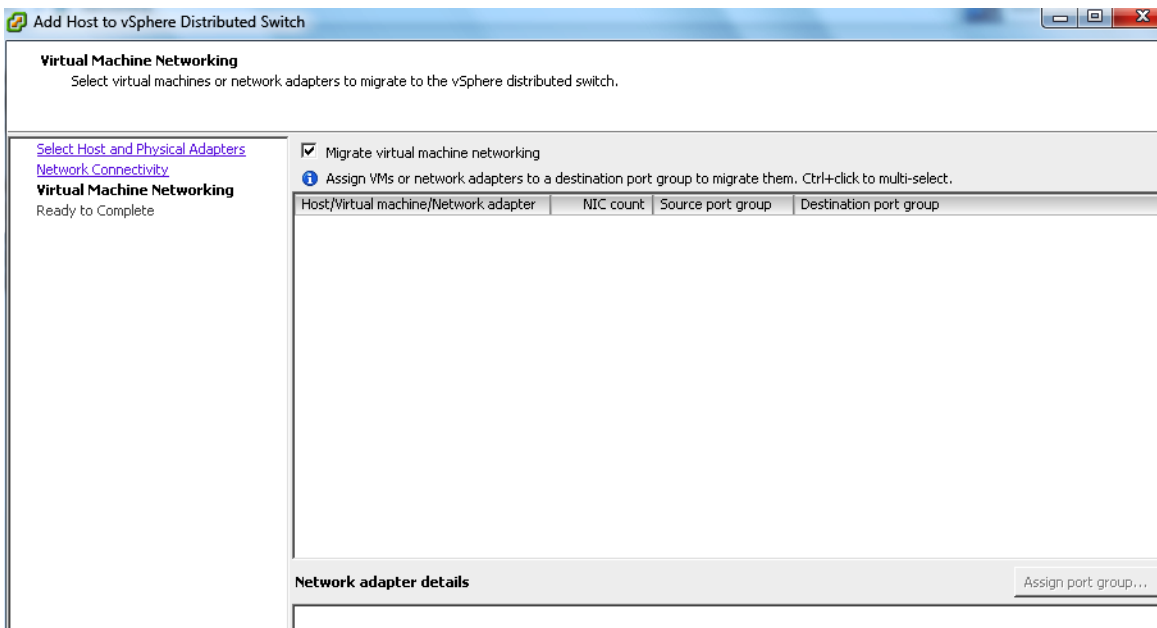 Add Host to vSphere Distributed Switch
Virtual Machine Networking
Select virtual machines or network adapters to migrate to the vSphere distributed switch.
Select Host and Physical Adapters
Network Connectivity
Virtual Machine Networking
Ready to Complete
Migrate virtual machine networking
Assign VMs or network adapters to a destination port group to migrate them. Ctrl+click to multi-select.
Host/Virtual machine/Network adapter NIC count Source port group Destination port group
Network adapter details Assign port group...